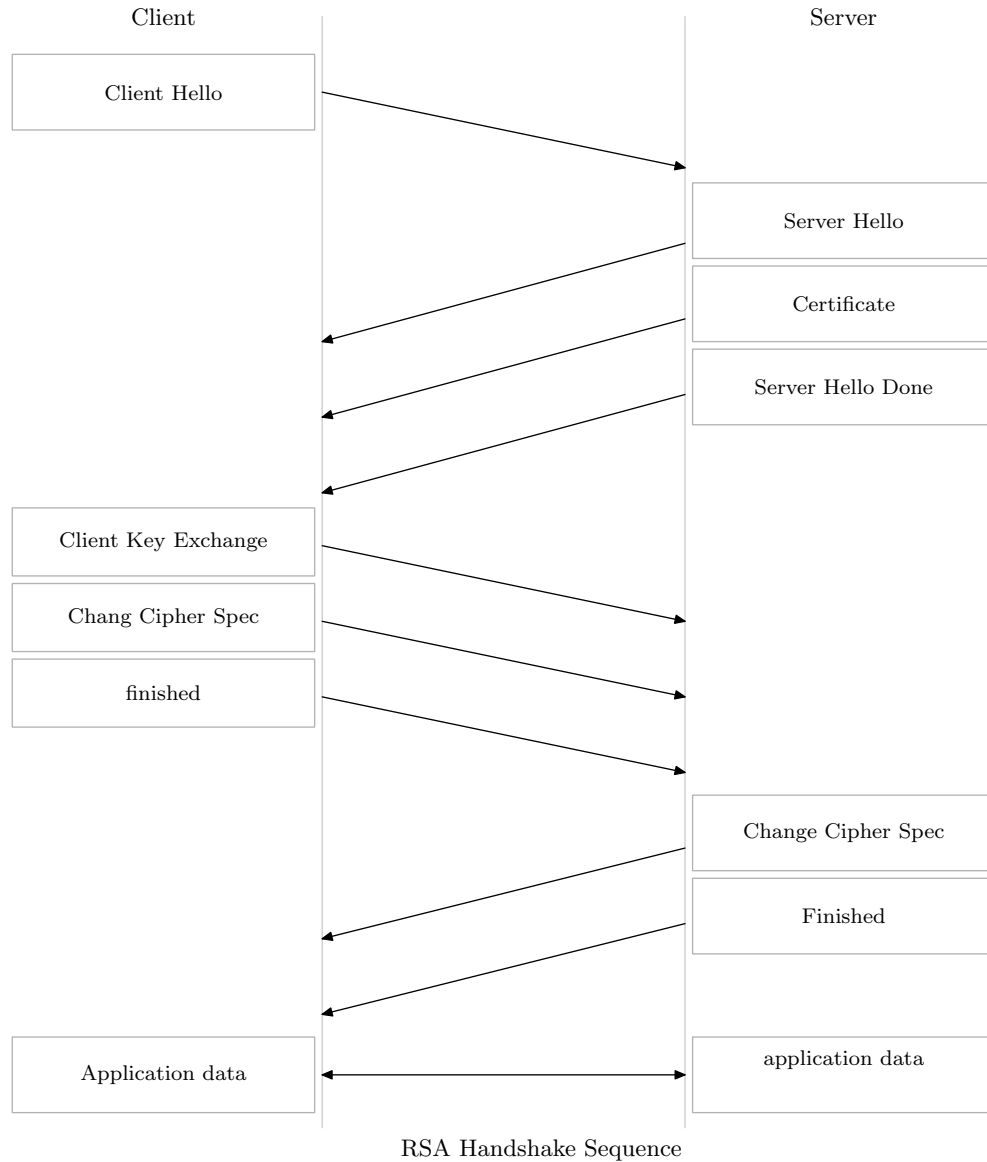 Client
Server
Client Hello
Server Hello
Certificate
Server Hello Done
Client Key Exchange
Chang Cipher Spec
finished
Change Cipher Spec
Finished
Application data
application data
RSA Handshake Sequence